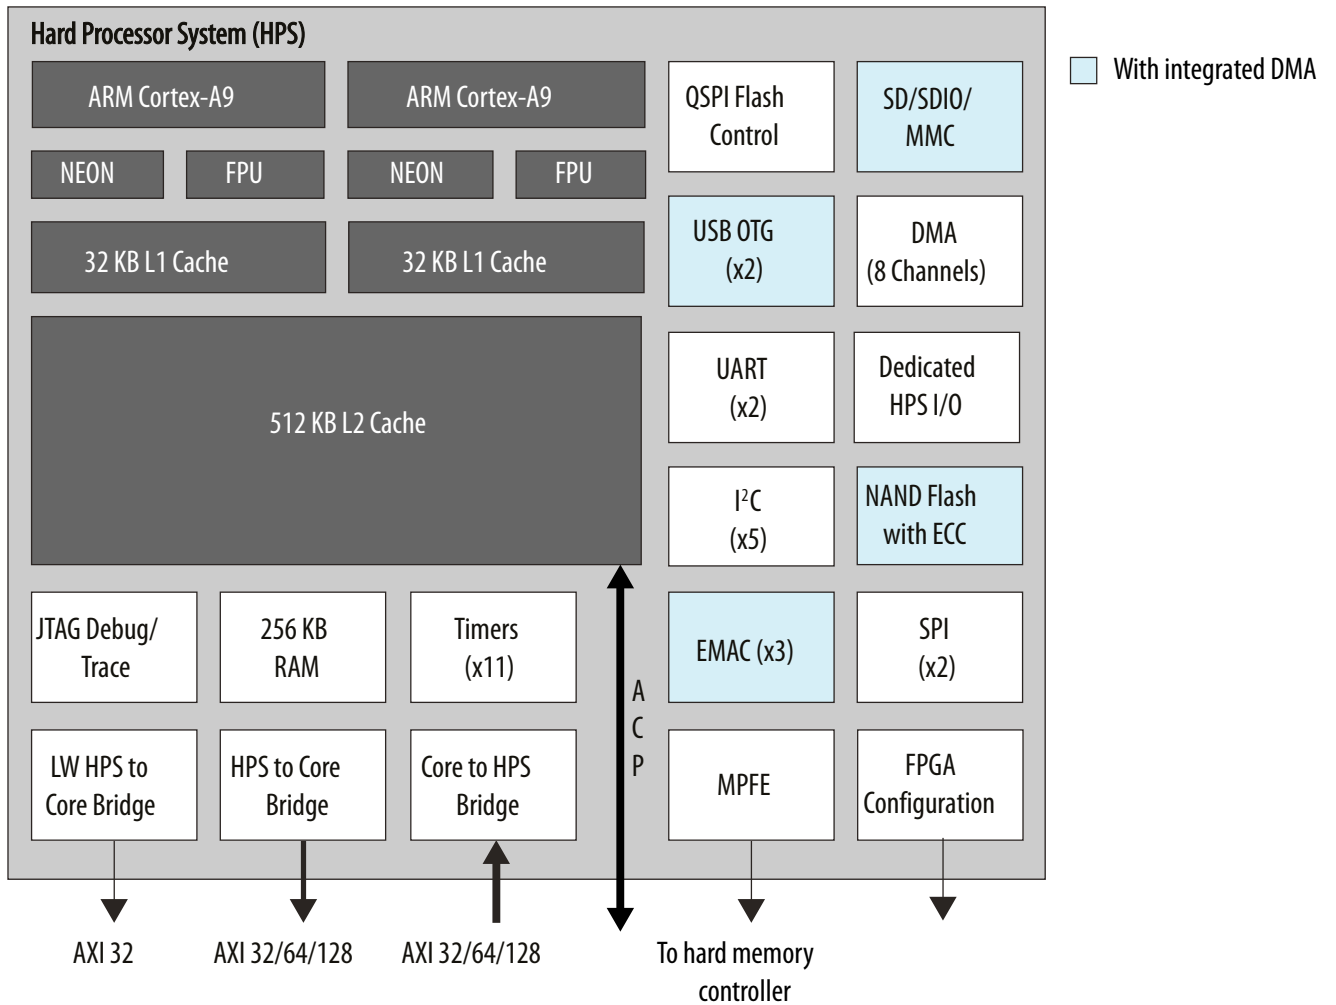 Hard Processor System (HPS)
With integrated DMA
ARM Cortex-A9
ARM Cortex-A9
QSPI Flash
Control
SD/SDIO/
MMC
NEON
FPU
NEON
FPU
32 KB L1 Cache
32 KB L1 Cache
USB OTG
(x2)
DMA
(8 Channels)
512 KB L2 Cache
UART
(x2)
Dedicated
HPS I/O
I²C
(x5)
NAND Flash
with ECC
JTAG Debug/
Trace
256 KB
RAM
Timers
(x11)
A
C
P
EMAC (x3)
SPI
(x2)
LW HPS to
Core Bridge
HPS to Core
Bridge
Core to HPS
Bridge
MPFE
FPGA
Configuration
AXI 32
AXI 32/64/128
AXI 32/64/128
To hard memory
controller